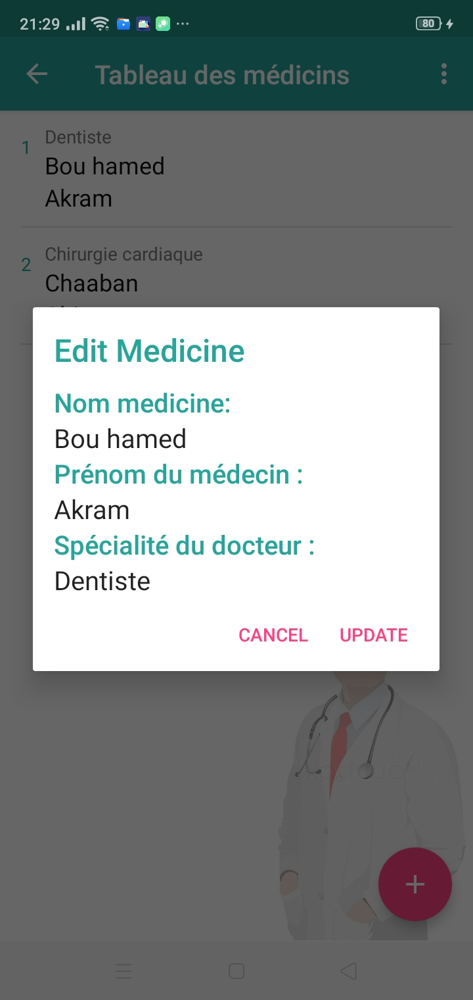 21:29
80
Tableau des médicins
1
Dentiste
Bou hamed
Akram
2
Chirurgie cardiaque
Chaaban
Edit Medicine
Nom medicine:
Bou hamed
Prénom du médecin :
Akram
Spécialité du docteur :
Dentiste
CANCEL UPDATE